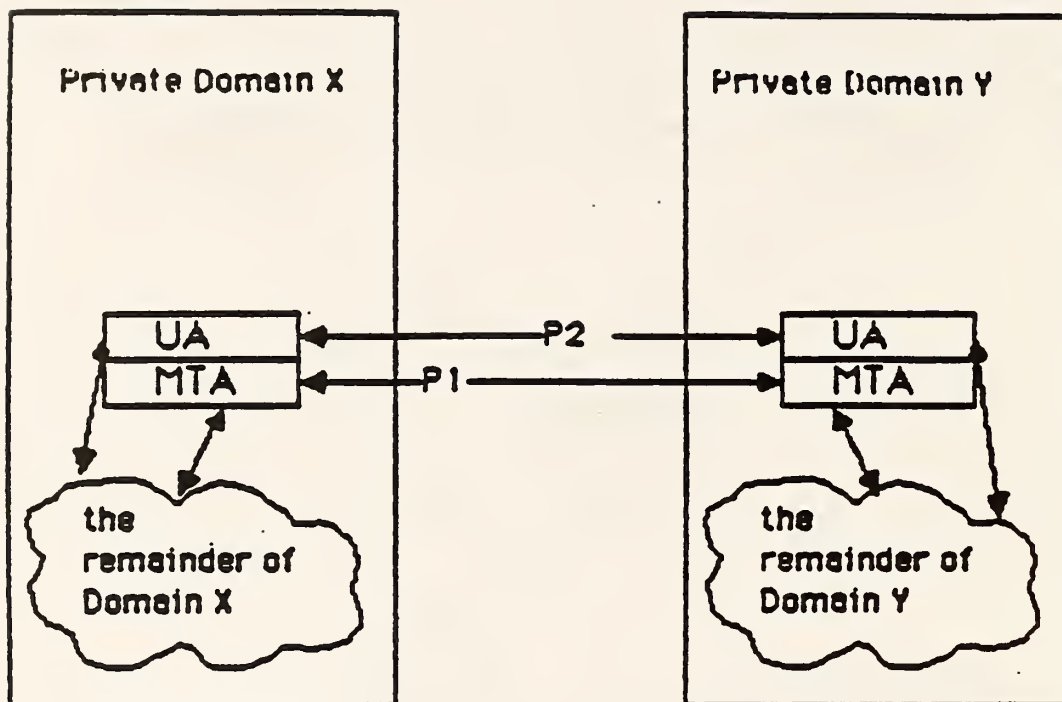 Private Domain X
Private Domain Y
UA
MTA
P2
P1
UA
MTA
the
remainder of
Domain X
the
remainder of
Domain Y